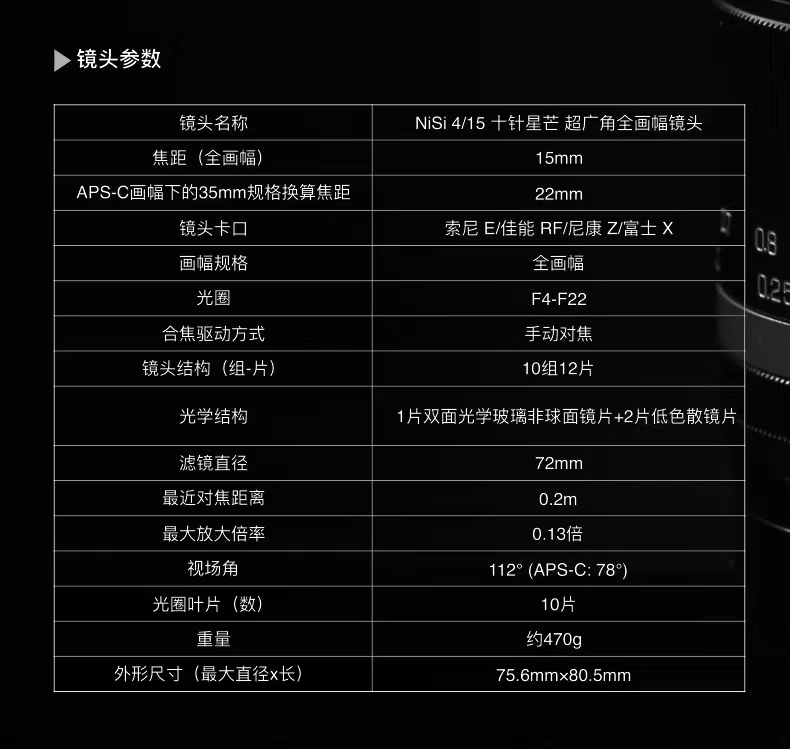 镜头参数
镜头名称 NiSi 4/15 十针星芒 超广角全画幅镜头
焦距（全画幅） 15mm
APS-C画幅下的35mm规格换算焦距 22mm
镜头卡口 索尼 E/佳能 RF/尼康 Z/富士 X
画幅规格 全画幅
光圈 F4-F22
合焦驱动方式 手动对焦
镜头结构（组-片） 10组12片
光学结构 1片双面光学玻璃非球面镜片+2片低色散镜片
滤镜直径 72mm
最近对焦距离 0.2m
最大放大倍率 0.13倍
视场角 112° (APS-C: 78°)
光圈叶片（数） 10片
重量 约470g
外形尺寸（最大直径x长） 75.6mm×80.5mm
0.8
0.25